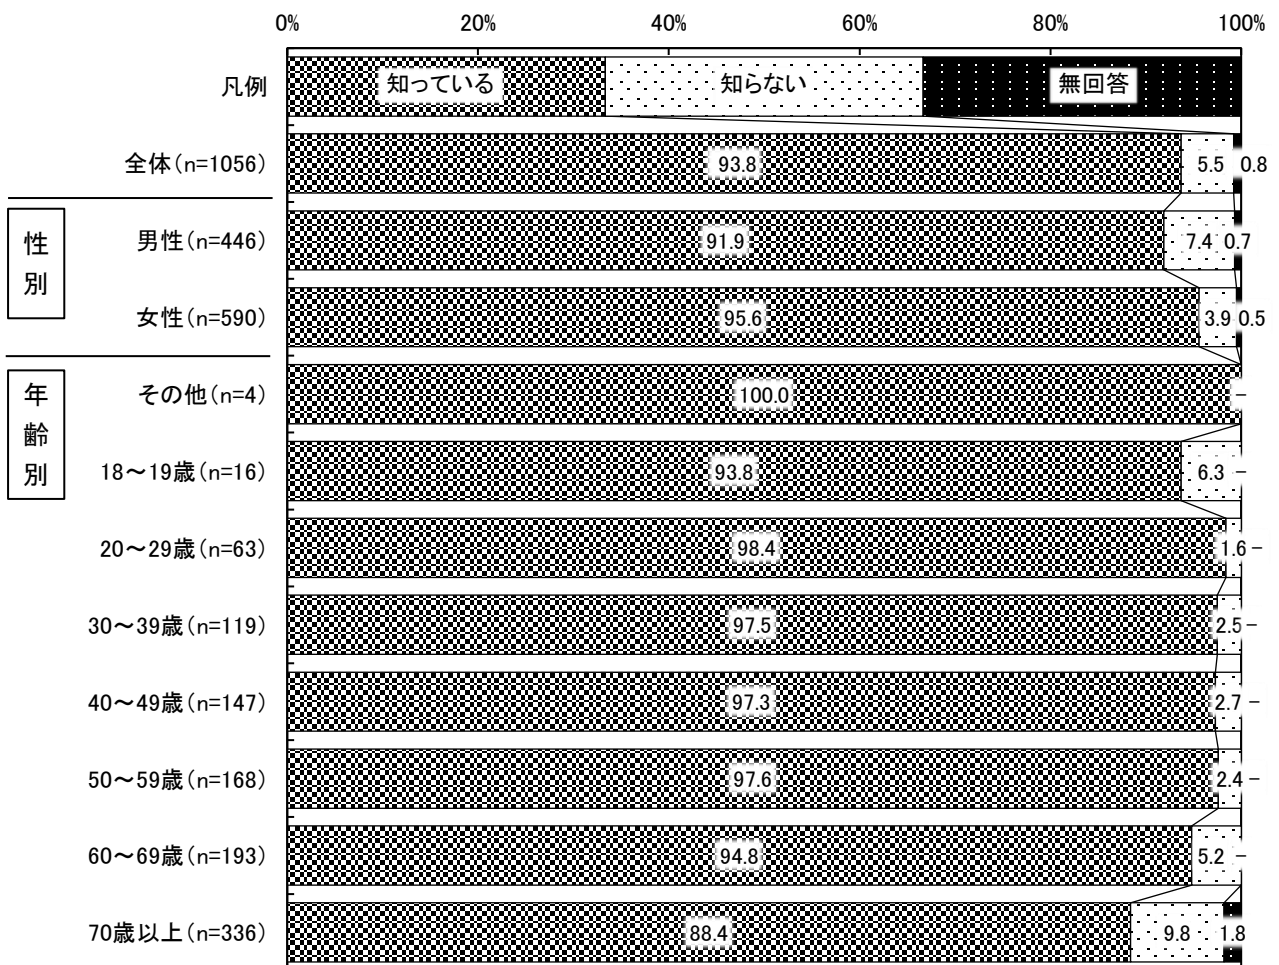 0% 20% 40% 60% 80% 100%
凡例 知っている 知らない 無回答
全体(n=1056) 93.8 5.5 0.8
性別
男性(n=446) 91.9 7.4 0.7
女性(n=590) 95.6 3.9 0.5
年齢別
その他(n=4) 100.0 －
18～19歳(n=16) 93.8 6.3 －
20～29歳(n=63) 98.4 1.6 －
30～39歳(n=119) 97.5 2.5 －
40～49歳(n=147) 97.3 2.7 －
50～59歳(n=168) 97.6 2.4 －
60～69歳(n=193) 94.8 5.2 －
70歳以上(n=336) 88.4 9.8 1.8